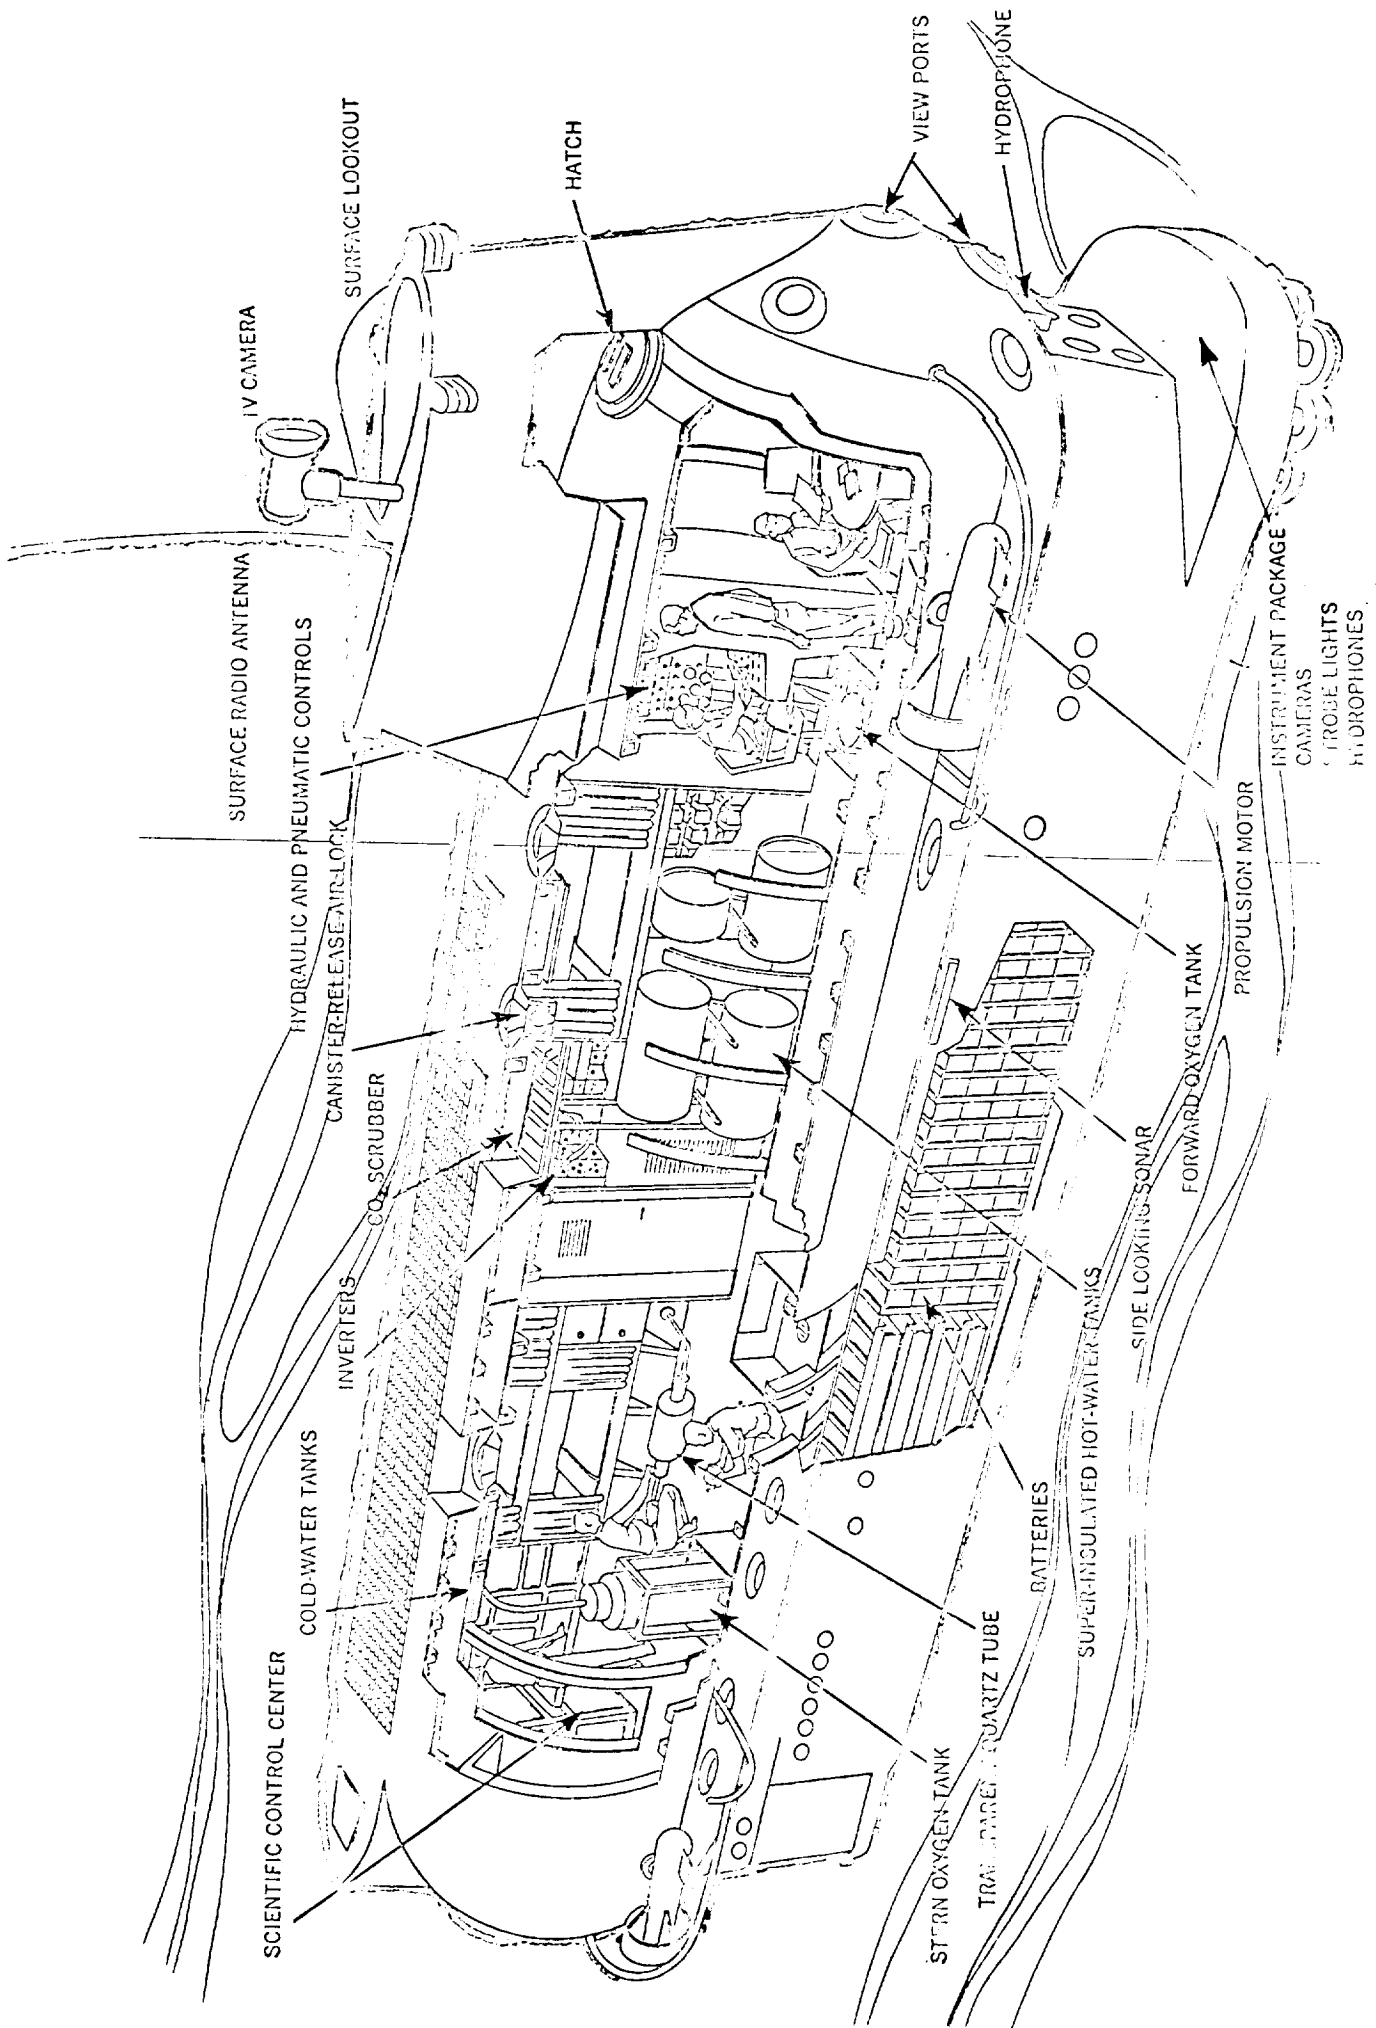 SCIENTIFIC CONTROL CENTER
COLD-WATER TANKS
INVERTERS
CO₂ SCRUBBER
CANISTER-RELEASE AIR-LOCK
HYDRAULIC AND PNEUMATIC CONTROLS
SURFACE RADIO ANTENNA
TV CAMERA
SURFACE LOOKOUT
HATCH
VIEW PORTS
HYDROPHONE
STERN OXYGEN TANK
TRANSPARENT QUARTZ TUBE
BATTERIES
SUPER-INSULATED HOT-WATER TANKS
SIDE LOOKING SONAR
FORWARD OXYGEN TANK
PROPULSION MOTOR
INSTRUMENT PACKAGE
CAMERAS
STROBE LIGHTS
HYDROPHONES